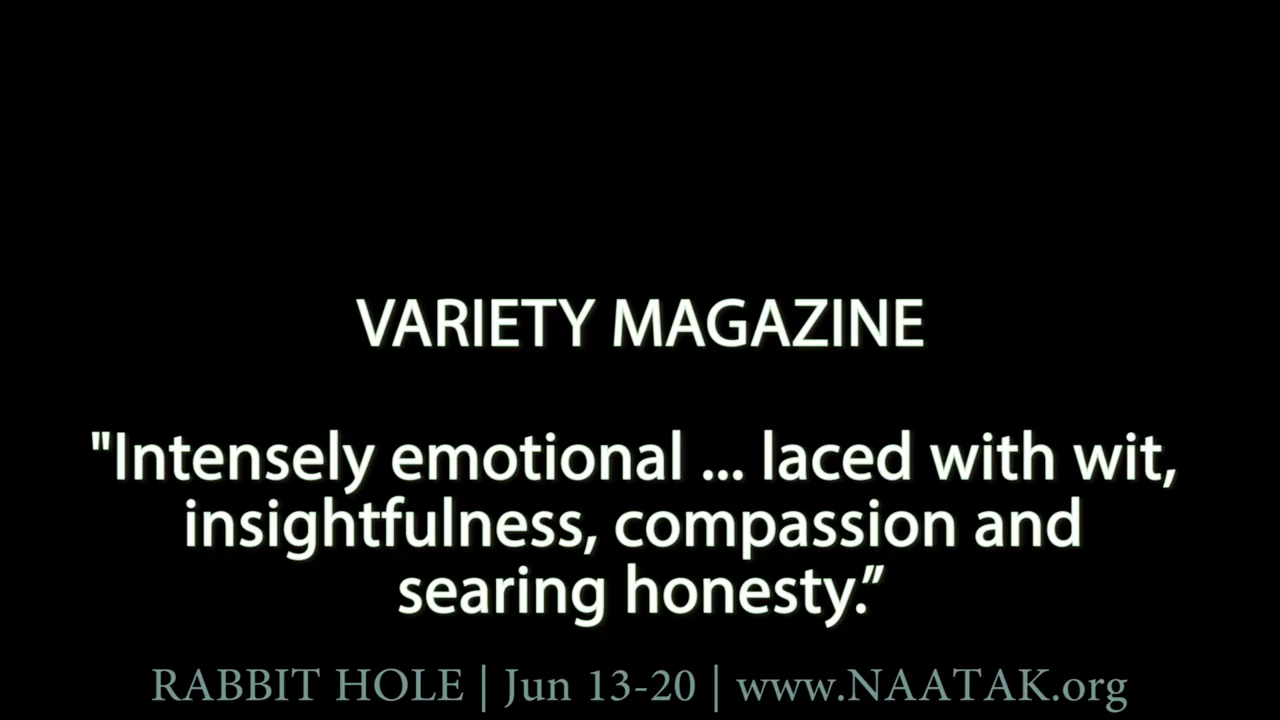 VARIETY MAGAZINE
"Intensely emotional ... laced with wit,
insightfulness, compassion and
searing honesty.”
RABBIT HOLE | Jun 13-20 | www.NAATAK.org